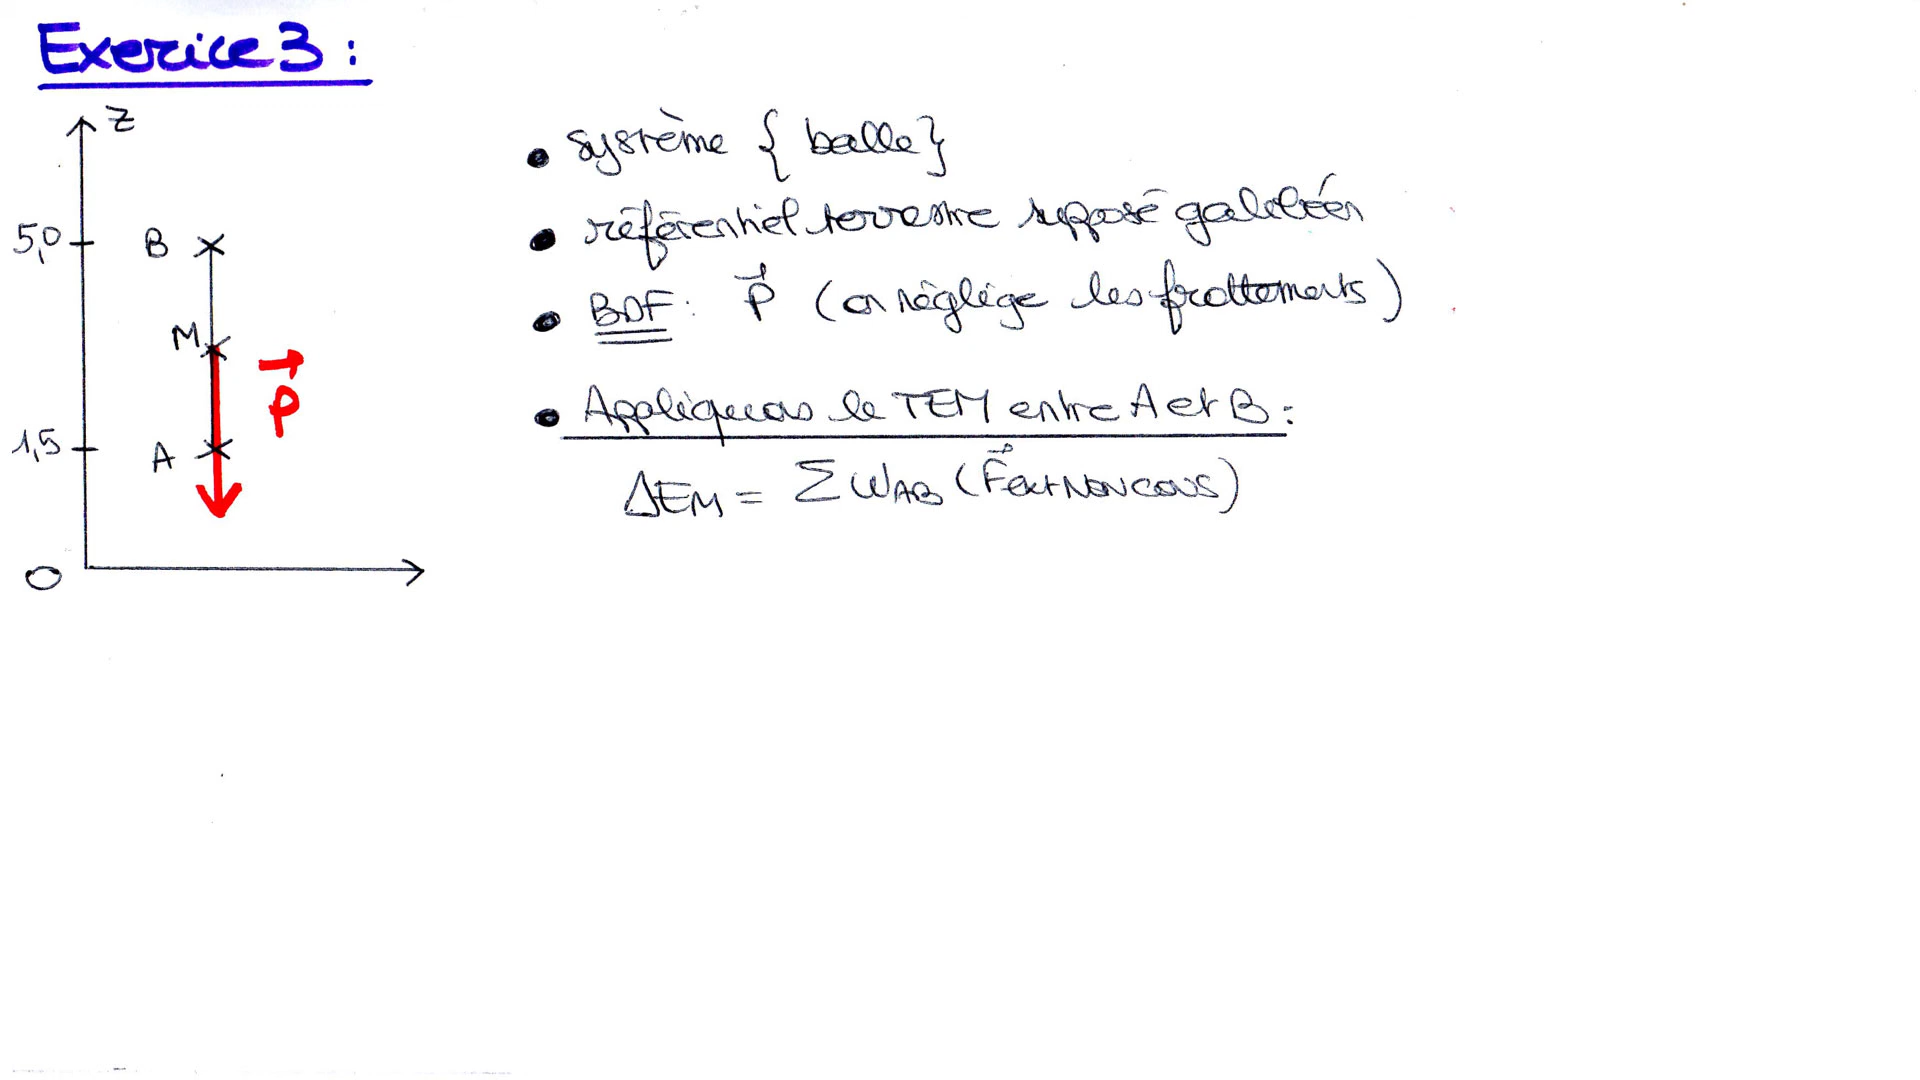 Exercice 3 :
z
5,0
B
M
P
1,5
A
O
• système { balle }
• référentiel terrestre supposé galiléen
• BDF : P (on néglige les frottements)
• Appliquons le TEM entre A et B :
ΔEM = Σ WAB (Fext NON CONS)